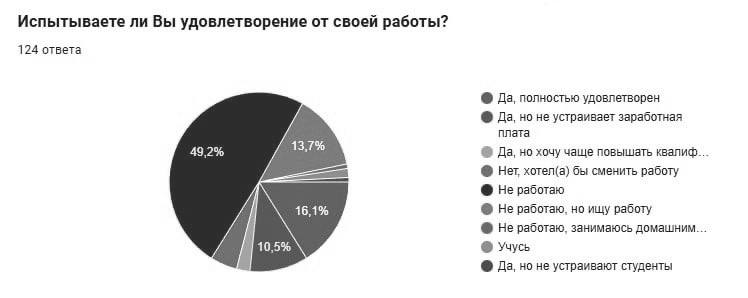 Испытываете ли Вы удовлетворение от своей работы?
124 ответа
49,2%
13,7%
16,1%
10,5%
Да, полностью удовлетворен
Да, но не устраивает заработная
плата
Да, но хочу чаще повышать квалиф…
Нет, хотел(а) бы сменить работу
Не работаю
Не работаю, но ищу работу
Не работаю, занимаюсь домашним…
Учусь
Да, но не устраивают студенты